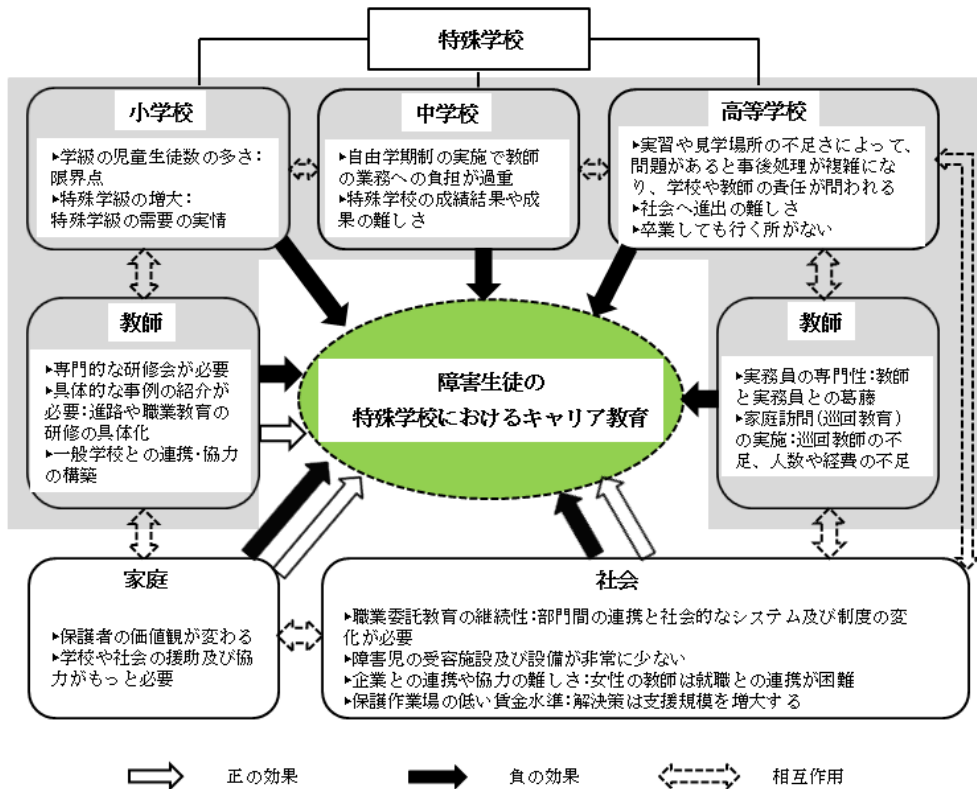 特殊学校
小学校
▸学級の児童生徒数の多さ：
限界点
▸特殊学級の増大：
特殊学級の需要の実情
中学校
▸自由学期制の実施で教師
の業務への負担が過重
▸特殊学校の成績結果や成
果の難しさ
高等学校
▸実習や見学場所の不足さによって、
問題があると事後処理が複雑にな
り、学校や教師の責任が問われる
▸社会へ進出の難しさ
▸卒業しても行く所がない
教師
▸専門的な研修会が必要
▸具体的な事例の紹介が
必要：進路や職業教育の
研修の具体化
▸一般学校との連携・協力
の構築
障害生徒の
特殊学校におけるキャリア教育
教師
▸実務員の専門性：教師
と実務員との葛藤
▸家庭訪問（巡回教育）
の実施：巡回教師の不
足、人数や経費の不足
家庭
▸保護者の価値観が変わる
▸学校や社会の援助及び協
力がもっと必要
社会
▸職業委託教育の継続性：部門間の連携と社会的なシステム及び制度の変
化が必要
▸障害児の受容施設及び設備が非常に少ない
▸企業との連携や協力の難しさ：女性の教師は就職との連携が困難
▸保護作業場の低い賃金水準：解決策は支援規模を増大する
正の効果
負の効果
相互作用